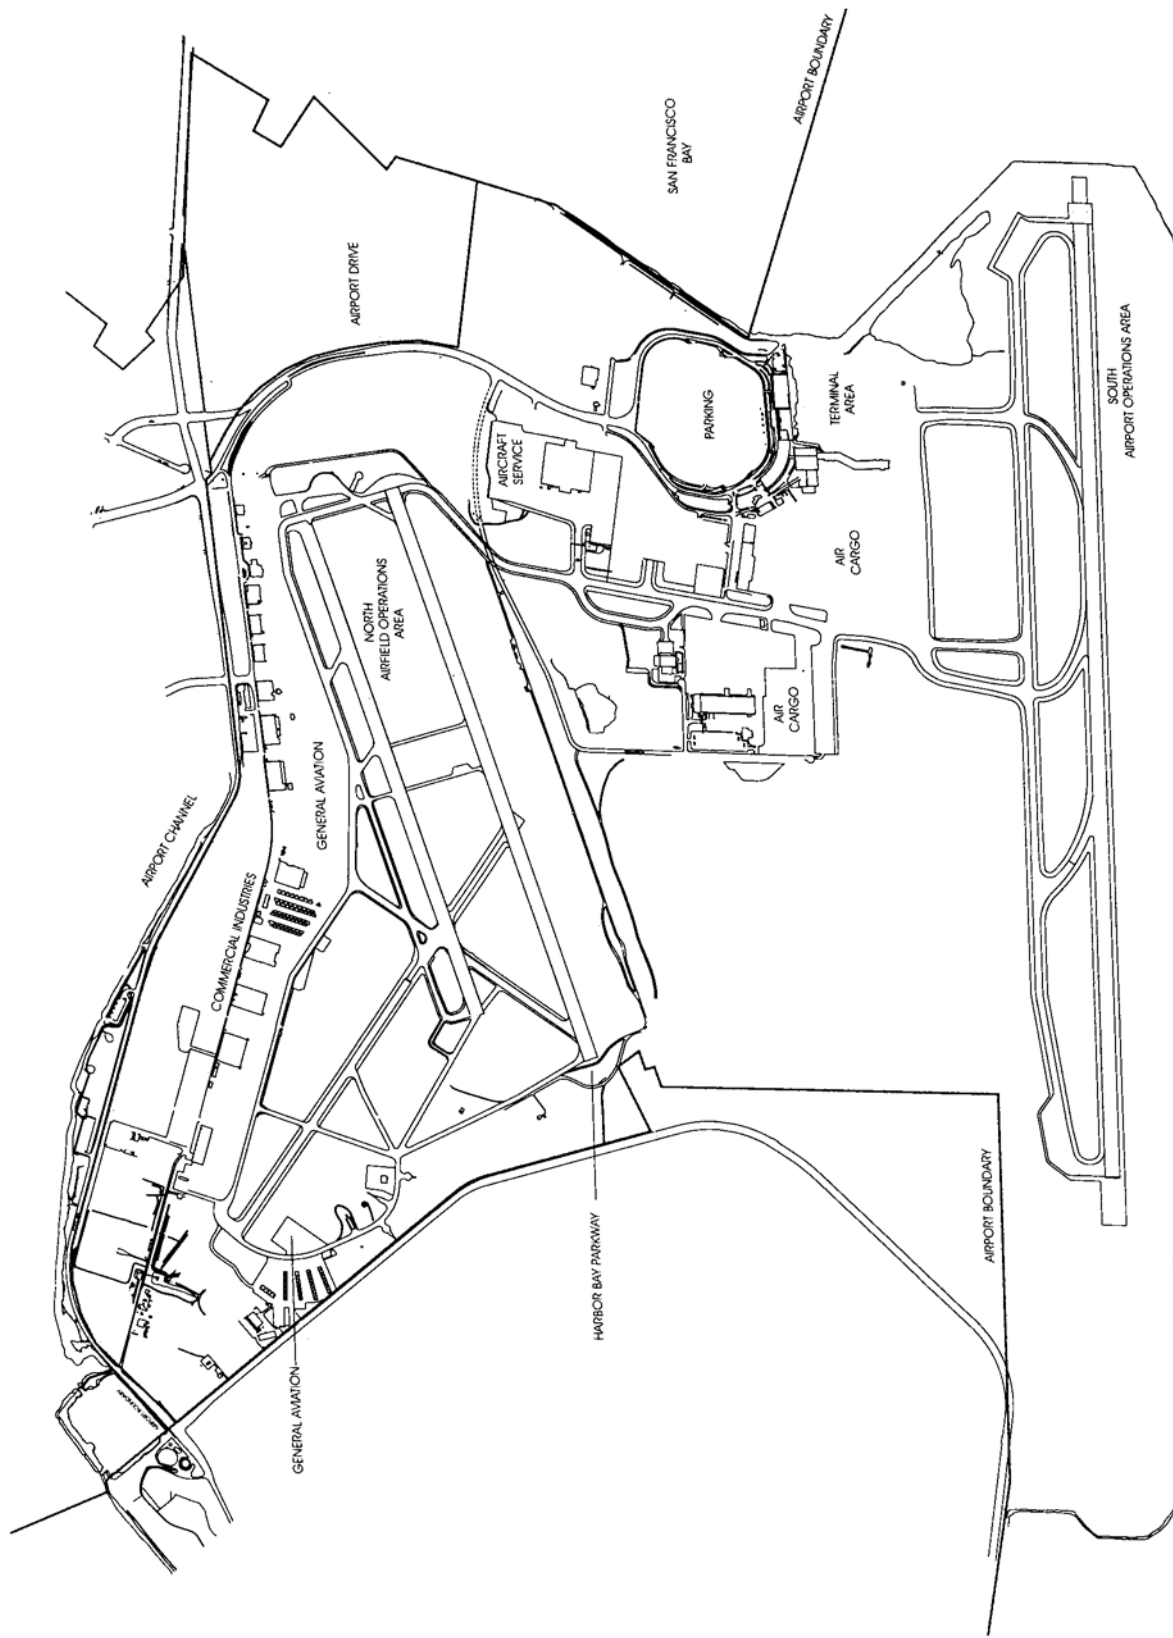 AIRPORT CHANNEL
COMMERCIAL INDUSTRIES
GENERAL AVIATION
NORTH
AIRFIELD OPERATIONS
AREA
AIRPORT DRIVE
AIRCRAFT
SERVICE
SAN FRANCISCO
BAY
AIRPORT BOUNDARY
PARKING
TERMINAL
AREA
AIR
CARGO
AIR
CARGO
SOUTH
AIRPORT OPERATIONS AREA
GENERAL AVIATION
HARBOR BAY PARKWAY
AIRPORT BOUNDARY